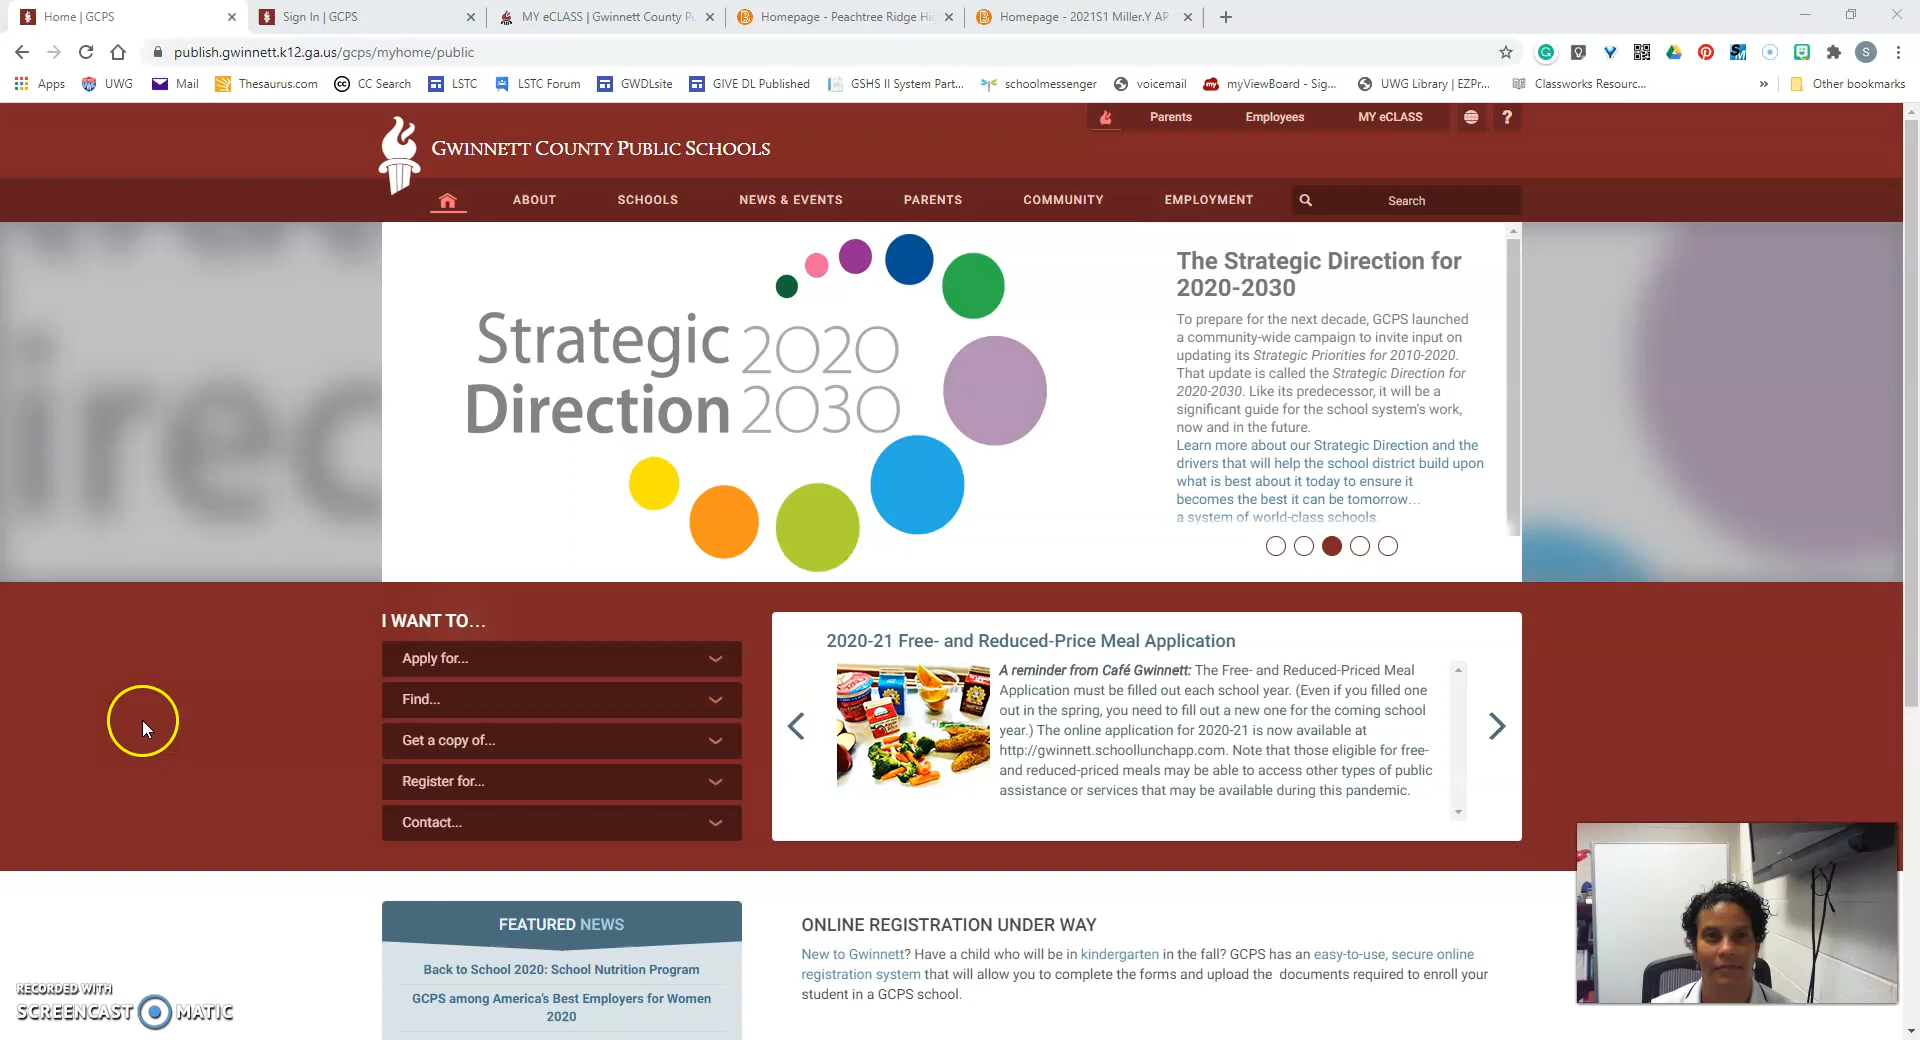 Home | GCPS
Sign In | GCPS
MY eCLASS | Gwinnett County Pu
Homepage - Peachtree Ridge Hi
Homepage - 2021S1 Miller.Y AP
publish.gwinnett.k12.ga.us/gcps/myhome/public
S
Apps
UWG
Mail
Thesaurus.com
CC Search
LSTC
LSTC Forum
GWDLsite
GIVE DL Published
GSHS II System Part...
schoolmessenger
voicemail
myViewBoard - Sig...
UWG Library | EZPr...
Classworks Resourc...
»
Other bookmarks
Parents
Employees
MY eCLASS
?
GWINNETT COUNTY PUBLIC SCHOOLS
ABOUT
SCHOOLS
NEWS & EVENTS
PARENTS
COMMUNITY
EMPLOYMENT
Search
Strategic 2020
Direction 2030
The Strategic Direction for
2020-2030
To prepare for the next decade, GCPS launched
a community-wide campaign to invite input on
updating its Strategic Priorities for 2010-2020.
That update is called the Strategic Direction for
2020-2030. Like its predecessor, it will be a
significant guide for the school system's work,
now and in the future.
Learn more about our Strategic Direction and the
drivers that will help the school district build upon
what is best about it today to ensure it
becomes the best it can be tomorrow…
a system of world-class schools.
I WANT TO...
Apply for...
Find...
Get a copy of...
Register for...
Contact...
2020-21 Free- and Reduced-Price Meal Application
A reminder from Café Gwinnett: The Free- and Reduced-Priced Meal
Application must be filled out each school year. (Even if you filled one
out in the spring, you need to fill out a new one for the coming school
year.) The online application for 2020-21 is now available at
http://gwinnett.schoollunchapp.com. Note that those eligible for free-
and reduced-priced meals may be able to access other types of public
assistance or services that may be available during this pandemic.
FEATURED NEWS
Back to School 2020: School Nutrition Program
GCPS among America's Best Employers for Women
2020
ONLINE REGISTRATION UNDER WAY
New to Gwinnett? Have a child who will be in kindergarten in the fall? GCPS has an easy-to-use, secure online
registration system that will allow you to complete the forms and upload the documents required to enroll your
student in a GCPS school.
RECORDED WITH
SCREENCAST MATIC